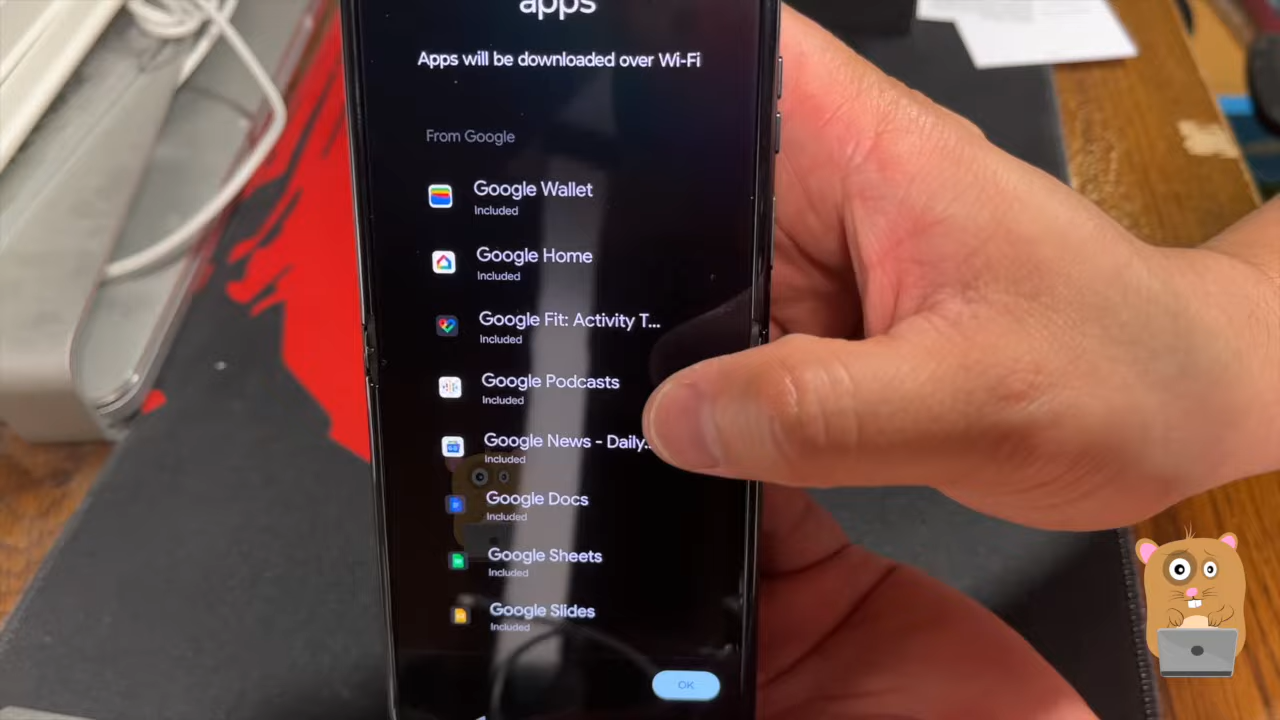 apps
Apps will be downloaded over Wi-Fi
From Google
Google Wallet
Included
Google Home
Included
Google Fit: Activity T...
Included
Google Podcasts
Included
Google News - Daily...
Included
Google Docs
Included
Google Sheets
Included
Google Slides
Included
OK